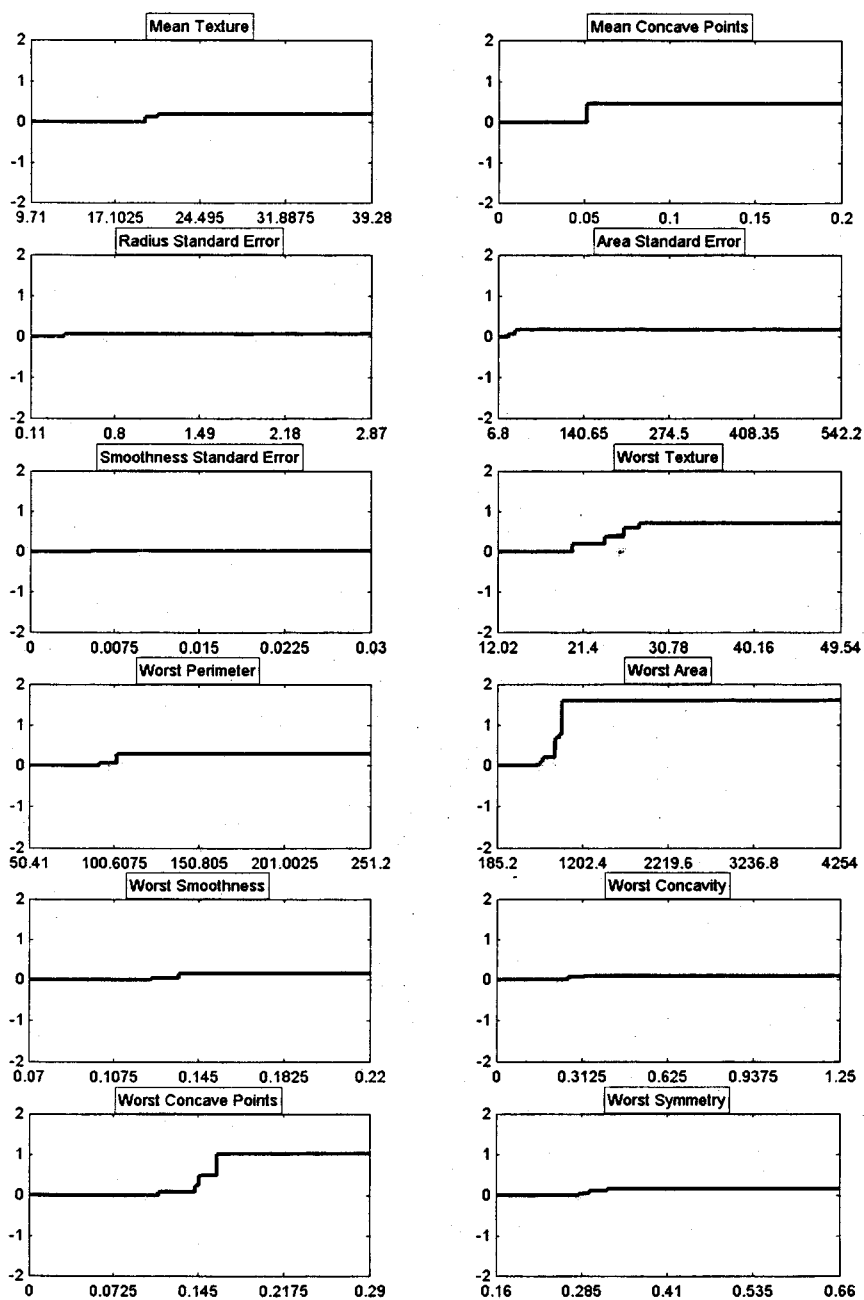 Mean Texture
2
1
0
-1
-2
9.71 17.1025 24.495 31.8875 39.28
Mean Concave Points
2
1
0
-1
-2
0 0.05 0.1 0.15 0.2
Radius Standard Error
2
1
0
-1
-2
0.11 0.8 1.49 2.18 2.87
Area Standard Error
2
1
0
-1
-2
6.8 140.65 274.5 408.35 542.2
Smoothness Standard Error
2
1
0
-1
-2
0 0.0075 0.015 0.0225 0.03
Worst Texture
2
1
0
-1
-2
12.02 21.4 30.78 40.16 49.54
Worst Perimeter
2
1
0
-1
-2
50.41 100.6075 150.805 201.0025 251.2
Worst Area
2
1
0
-1
-2
185.2 1202.4 2219.6 3236.8 4254
Worst Smoothness
2
1
0
-1
-2
0.07 0.1075 0.145 0.1825 0.22
Worst Concavity
2
1
0
-1
-2
0 0.3125 0.625 0.9375 1.25
Worst Concave Points
2
1
0
-1
-2
0 0.0725 0.145 0.2175 0.29
Worst Symmetry
2
1
0
-1
-2
0.16 0.285 0.41 0.535 0.66